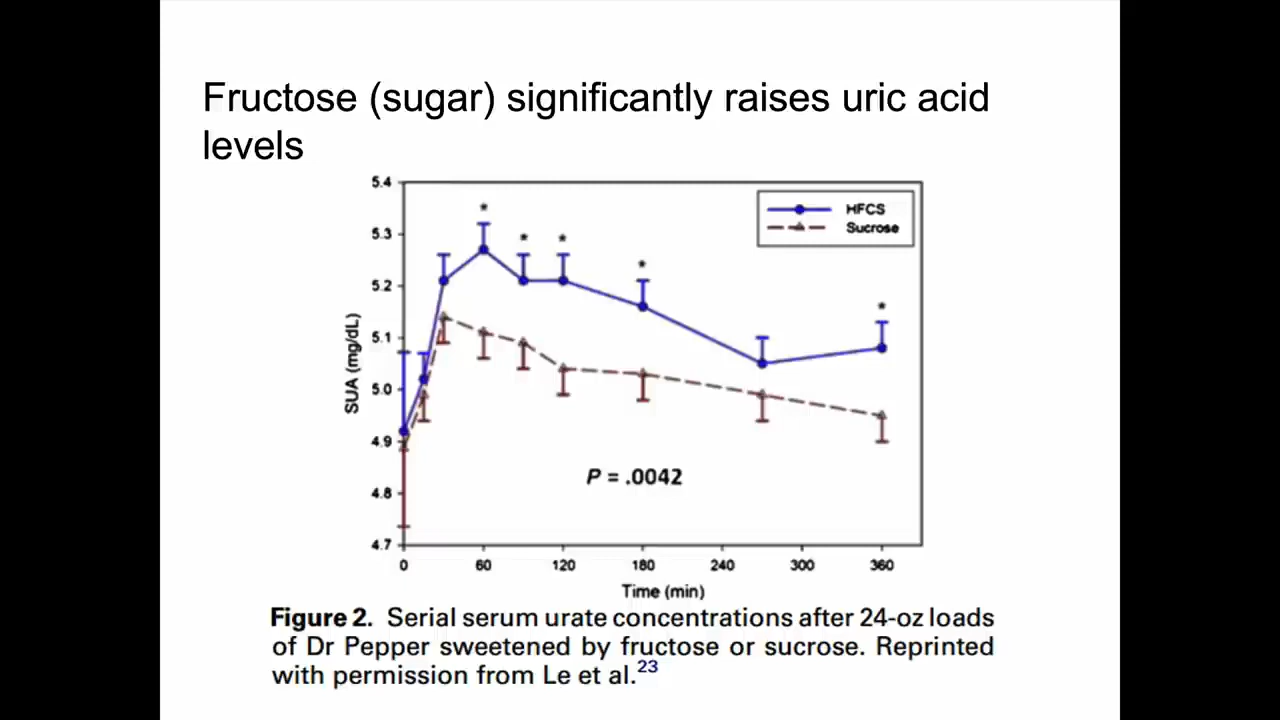 Fructose (sugar) significantly raises uric acid
levels
5.4
5.3
5.2
5.1
5.0
4.9
4.8
4.7
SUA (mg/dL)
*
*
*
*
*
HFCS
Sucrose
P = .0042
0 60 120 180 240 300 360
Time (min)
Figure 2. Serial serum urate concentrations after 24-oz loads
of Dr Pepper sweetened by fructose or sucrose. Reprinted
with permission from Le et al.23